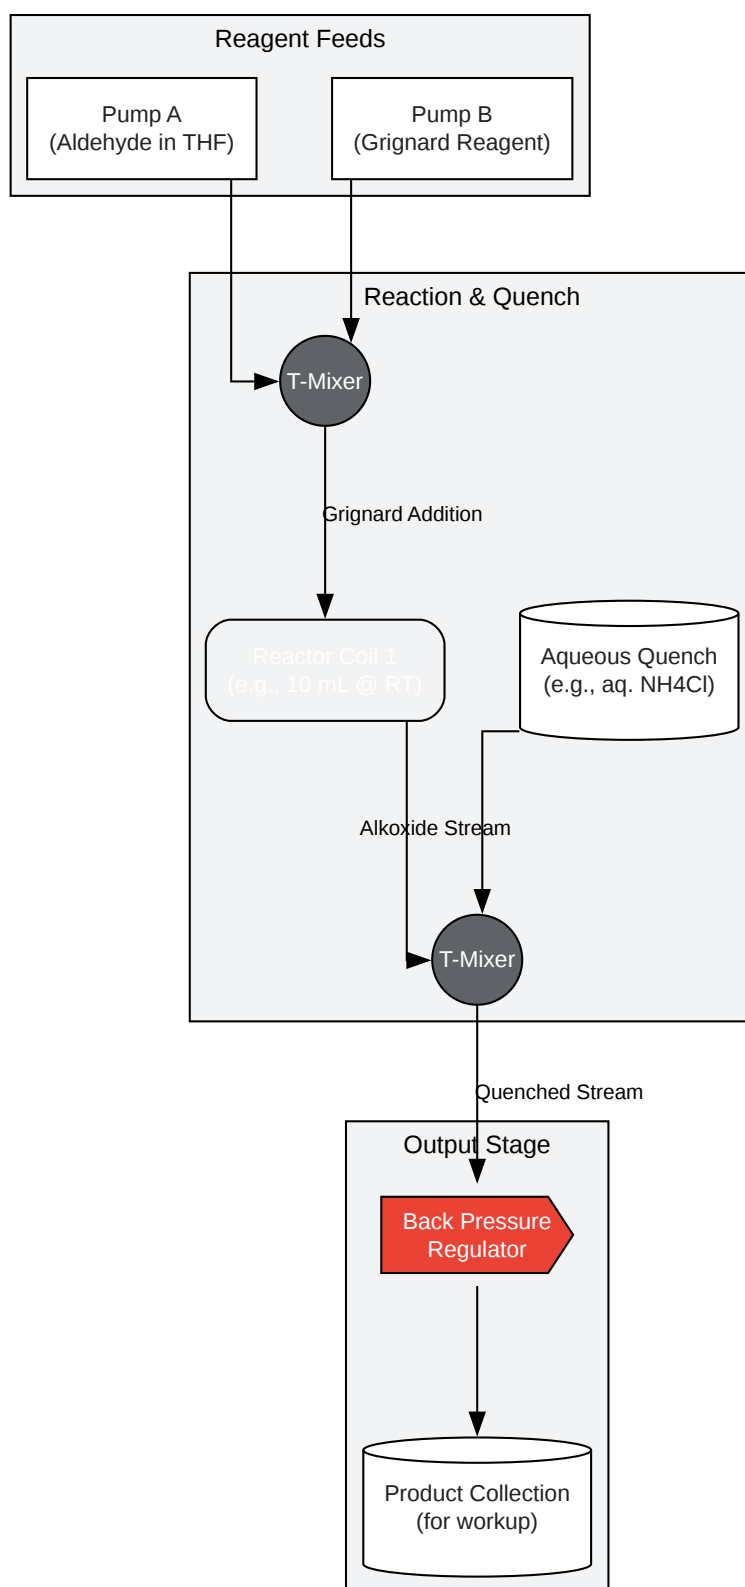 Reagent Feeds
Pump A
(Aldehyde in THF)
Pump B
(Grignard Reagent)
Reaction & Quench
T-Mixer
Grignard Addition
Reactor Coil 1
(e.g., 10 mL @ RT)
Aqueous Quench
(e.g., aq. NH4Cl)
Alkoxide Stream
T-Mixer
Quenched Stream
Output Stage
Back Pressure
Regulator
Product Collection
(for workup)